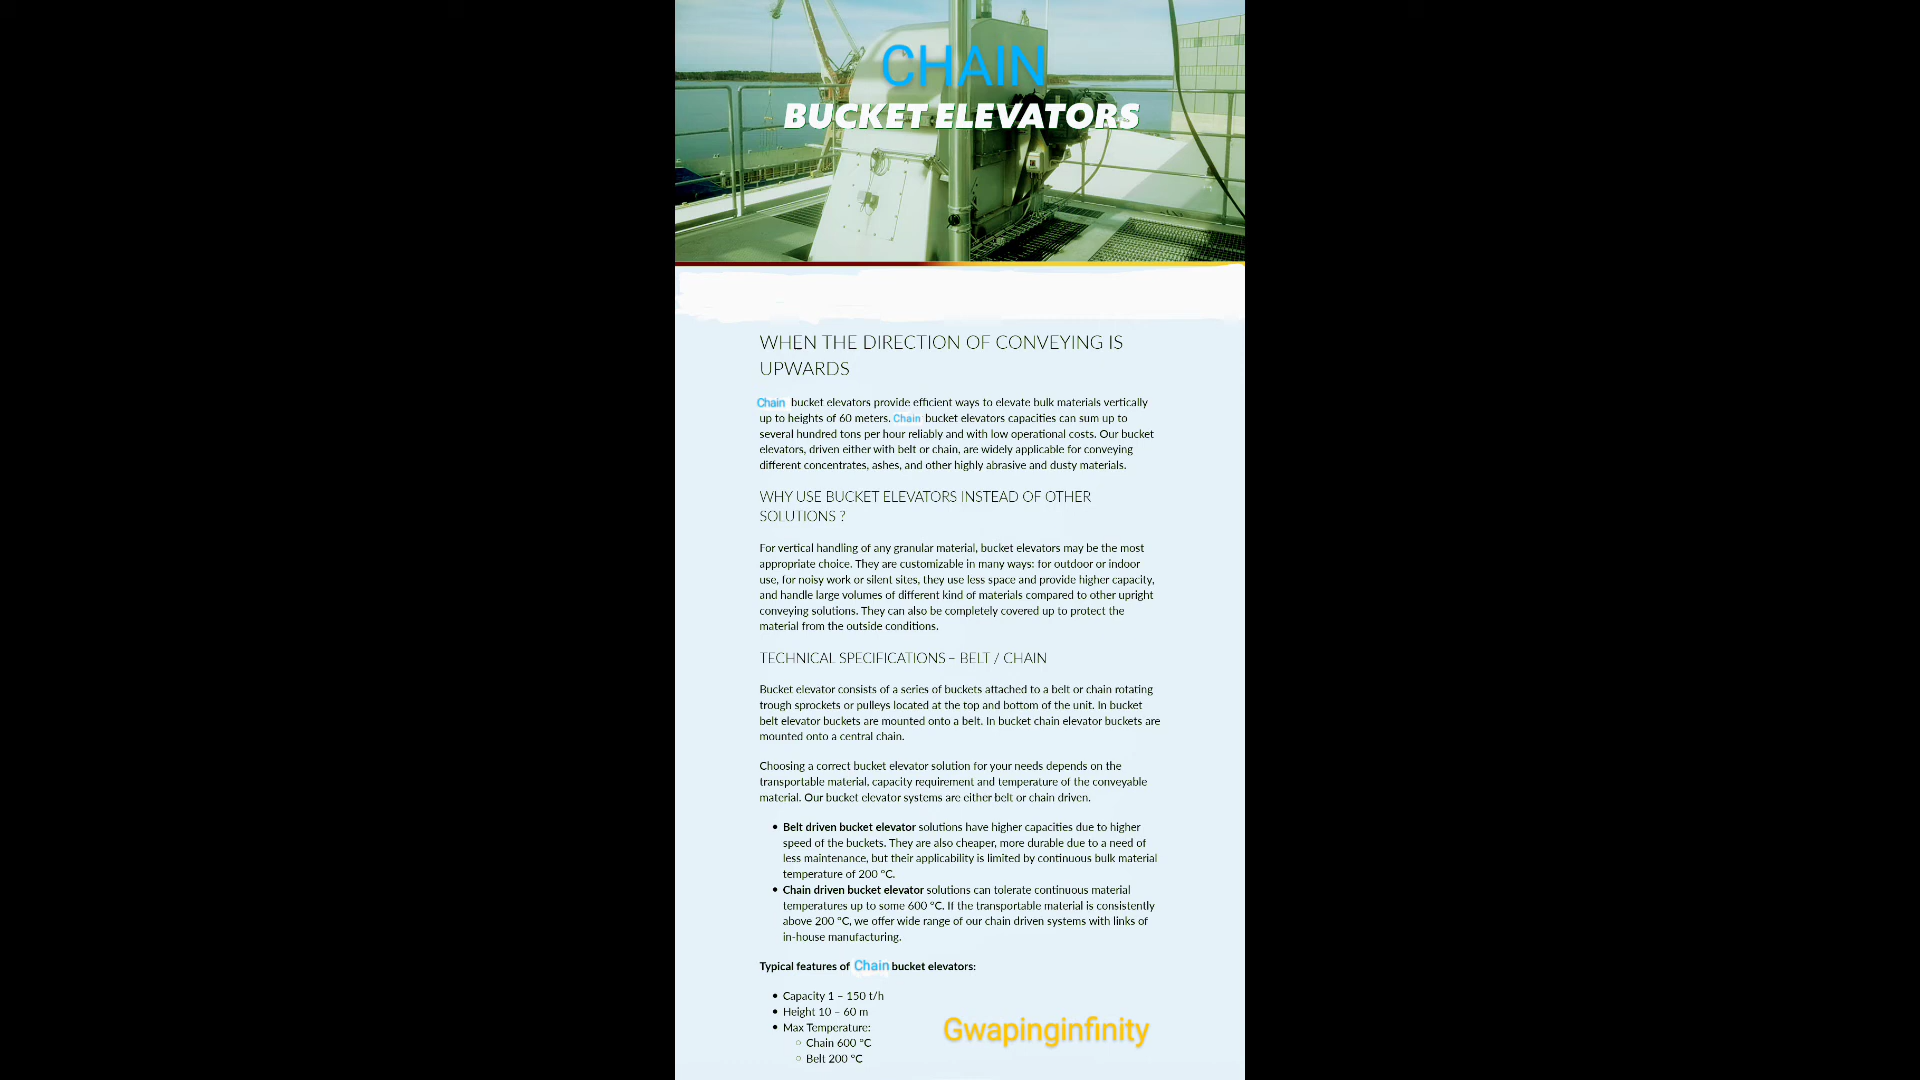 CHAIN
BUCKET ELEVATORS
WHEN THE DIRECTION OF CONVEYING IS
UPWARDS
Chain bucket elevators provide efficient ways to elevate bulk materials vertically
up to heights of 60 meters. Chain bucket elevators capacities can sum up to
several hundred tons per hour reliably and with low operational costs. Our bucket
elevators, driven either with belt or chain, are widely applicable for conveying
different concentrates, ashes, and other highly abrasive and dusty materials.
WHY USE BUCKET ELEVATORS INSTEAD OF OTHER
SOLUTIONS ?
For vertical handling of any granular material, bucket elevators may be the most
appropriate choice. They are customizable in many ways: for outdoor or indoor
use, for noisy work or silent sites, they use less space and provide higher capacity,
and handle large volumes of different kind of materials compared to other upright
conveying solutions. They can also be completely covered up to protect the
material from the outside conditions.
TECHNICAL SPECIFICATIONS – BELT / CHAIN
Bucket elevator consists of a series of buckets attached to a belt or chain rotating
trough sprockets or pulleys located at the top and bottom of the unit. In bucket
belt elevator buckets are mounted onto a belt. In bucket chain elevator buckets are
mounted onto a central chain.
Choosing a correct bucket elevator solution for your needs depends on the
transportable material, capacity requirement and temperature of the conveyable
material. Our bucket elevator systems are either belt or chain driven.
• Belt driven bucket elevator solutions have higher capacities due to higher
speed of the buckets. They are also cheaper, more durable due to a need of
less maintenance, but their applicability is limited by continuous bulk material
temperature of 200 °C.
• Chain driven bucket elevator solutions can tolerate continuous material
temperatures up to some 600 °C. If the transportable material is consistently
above 200 °C, we offer wide range of our chain driven systems with links of
in-house manufacturing.
Typical features of Chain bucket elevators:
• Capacity 1 – 150 t/h
• Height 10 – 60 m
• Max Temperature:
○ Chain 600 °C
○ Belt 200 °C
Gwapinginfinity